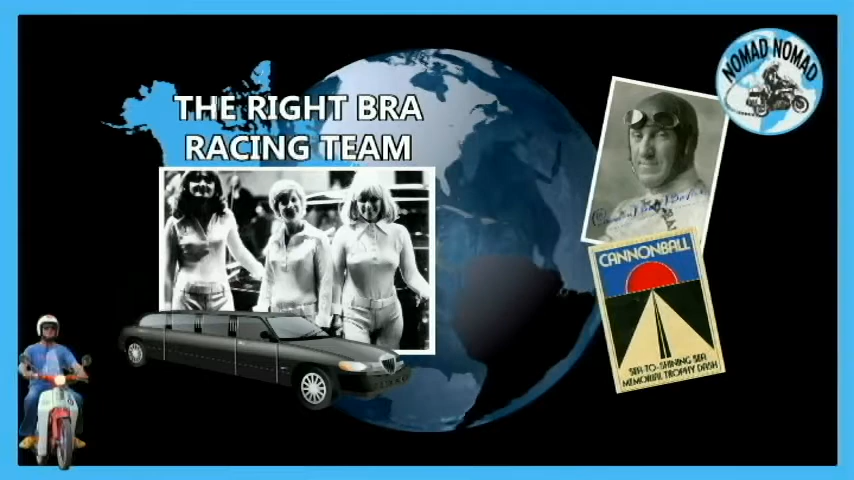 NOMAD NOMAD
THE RIGHT BRA
RACING TEAM
CANNONBALL
SEA-TO-SHINING SEA
MEMORIAL TROPHY DASH